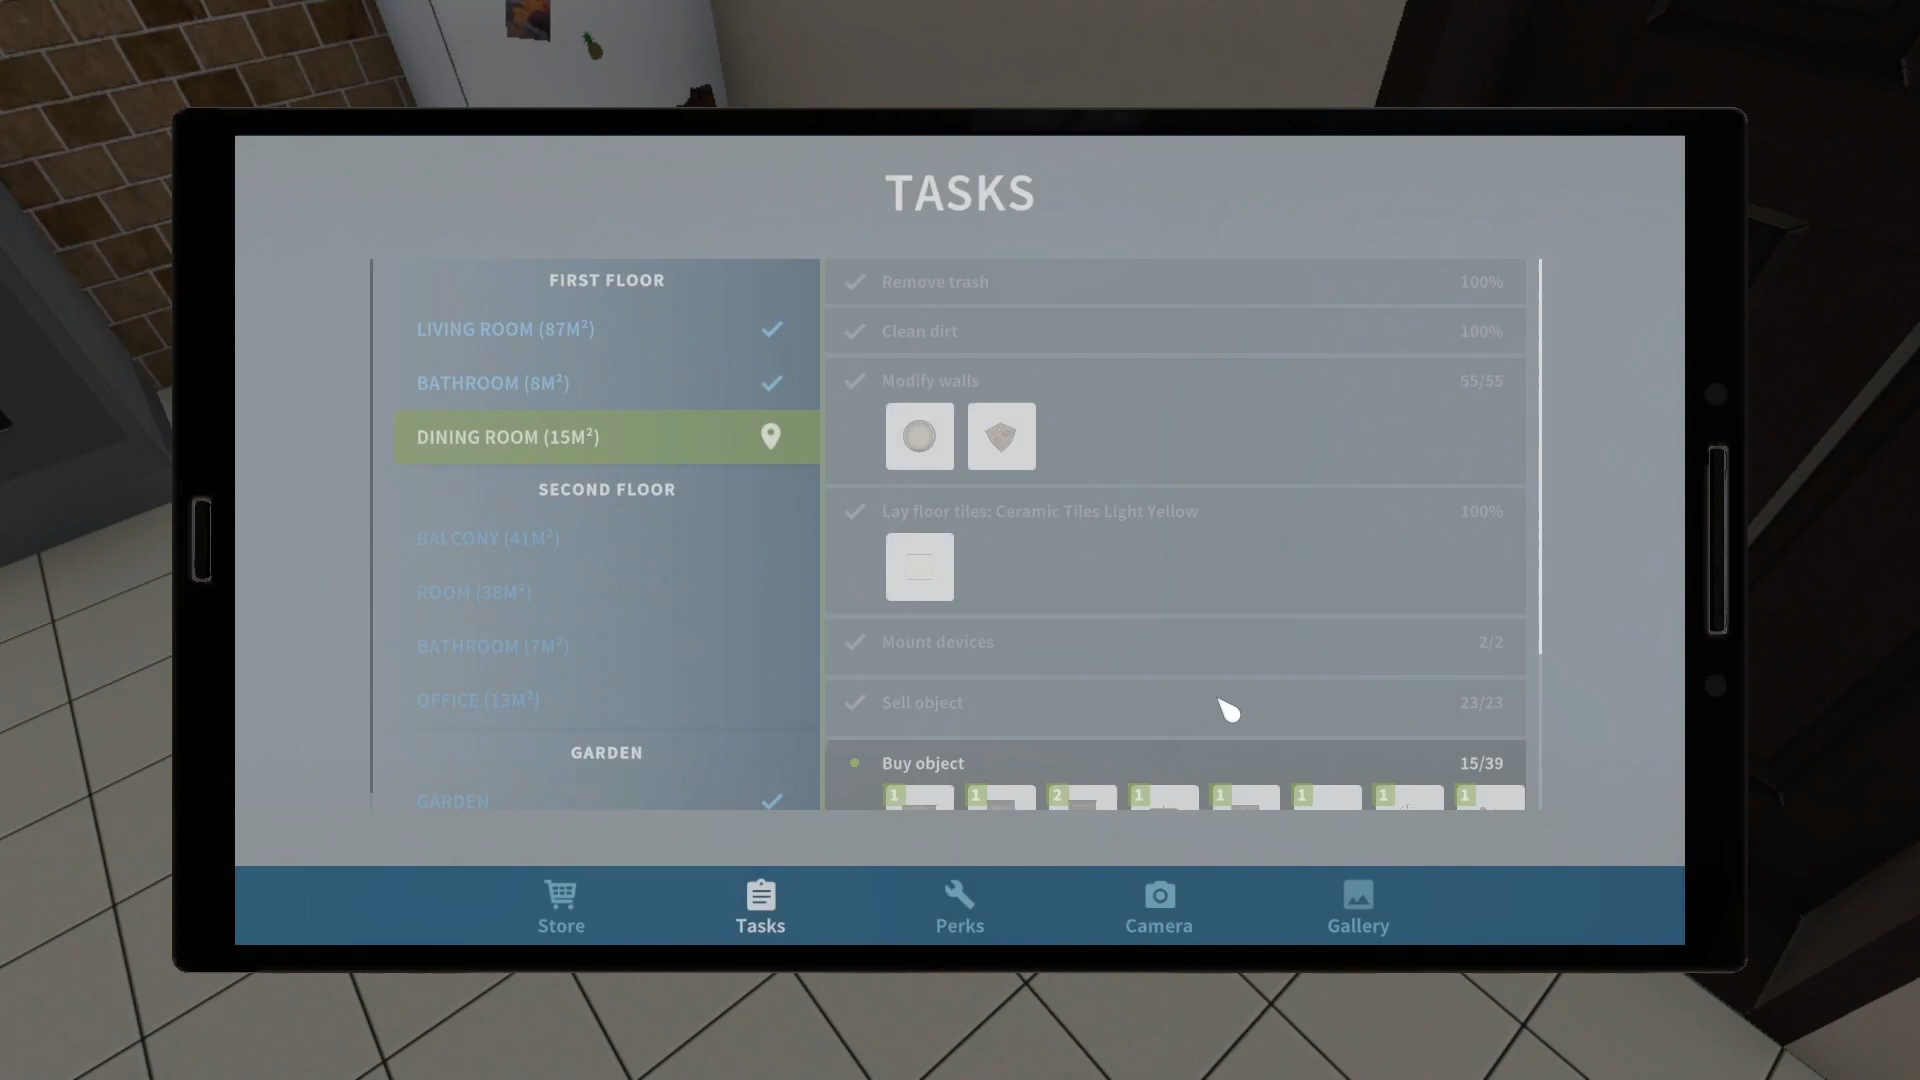 TASKS
FIRST FLOOR
LIVING ROOM (87M²)
BATHROOM (8M²)
DINING ROOM (15M²)
SECOND FLOOR
BALCONY (41M²)
ROOM (38M²)
BATHROOM (7M²)
OFFICE (13M²)
GARDEN
GARDEN
Remove trash 100%
Clean dirt 100%
Modify walls 55/55
Lay floor tiles: Ceramic Tiles Light Yellow 100%
Mount devices 2/2
Sell object 23/23
Buy object 15/39
1 1 2 1 1 1 1 1
Store Tasks Perks Camera Gallery